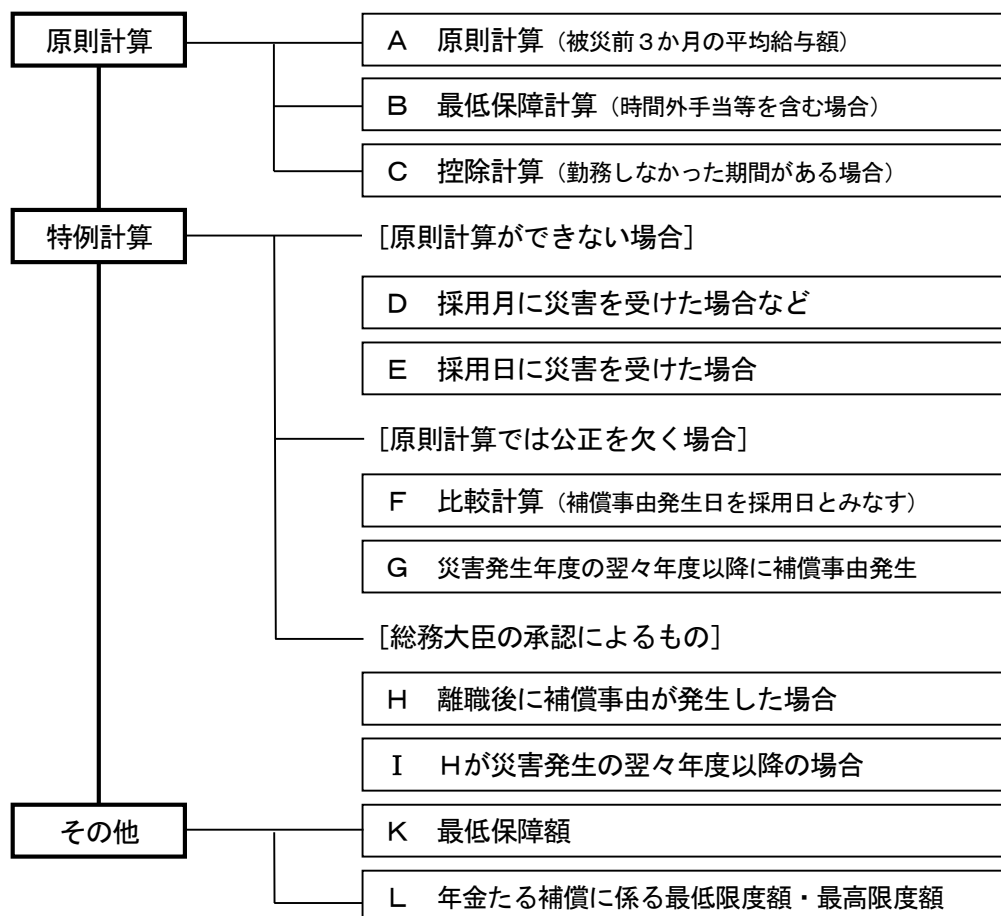 原則計算
A 原則計算（被災前３か月の平均給与額）
B 最低保障計算（時間外手当等を含む場合）
C 控除計算（勤務しなかった期間がある場合）
特例計算
［原則計算ができない場合］
D 採用月に災害を受けた場合など
E 採用日に災害を受けた場合
［原則計算では公正を欠く場合］
F 比較計算（補償事由発生日を採用日とみなす）
G 災害発生年度の翌々年度以降に補償事由発生
［総務大臣の承認によるもの］
H 離職後に補償事由が発生した場合
I Hが災害発生の翌々年度以降の場合
その他
K 最低保障額
L 年金たる補償に係る最低限度額・最高限度額